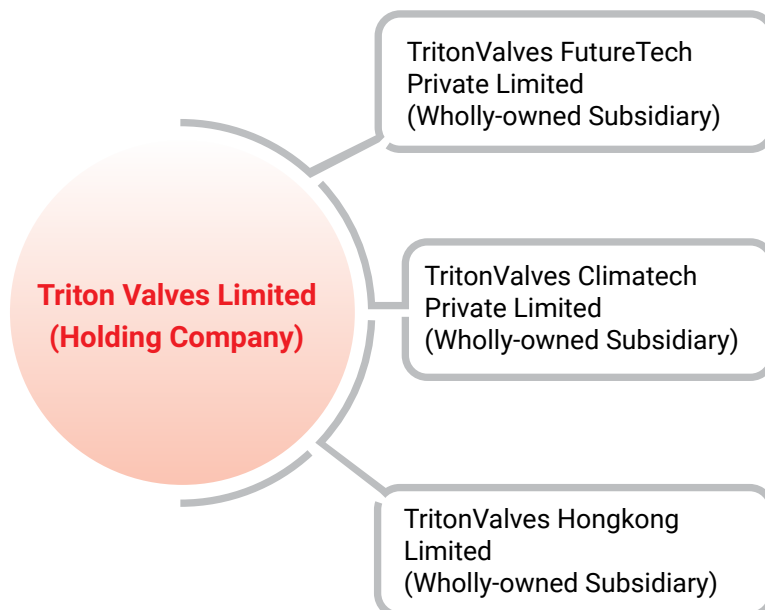 TritonValves FutureTech
Private Limited
(Wholly-owned Subsidiary)
Triton Valves Limited
(Holding Company)
TritonValves Climatech
Private Limited
(Wholly-owned Subsidiary)
TritonValves Hongkong
Limited
(Wholly-owned Subsidiary)